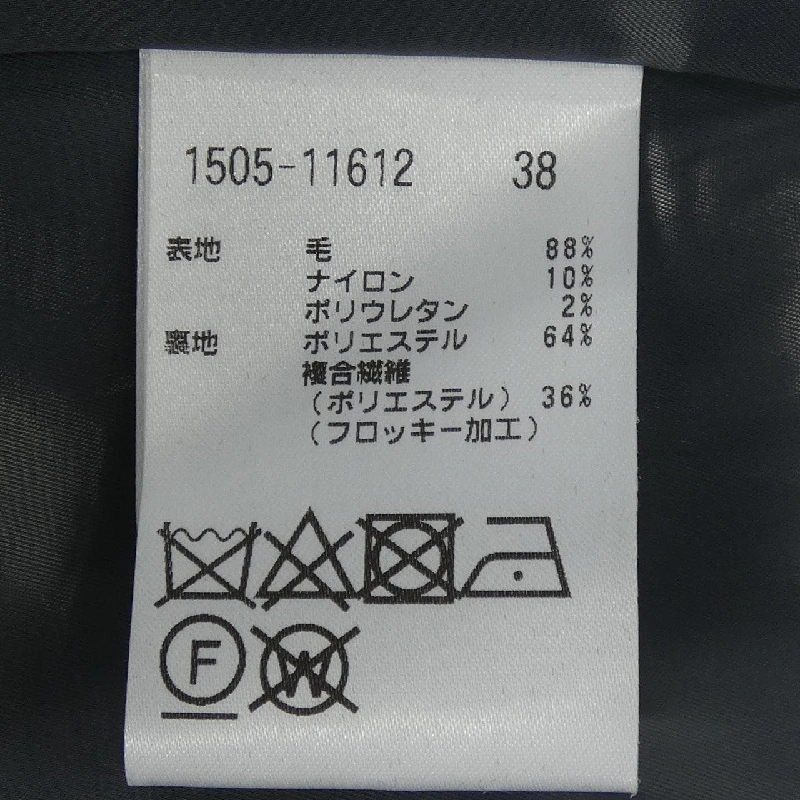 1505-11612 38
表地 毛 88%
ナイロン 10%
ポリウレタン 2%
裏地 ポリエステル 64%
複合繊維
(ポリエステル) 36%
(フロッキー加工)
F W